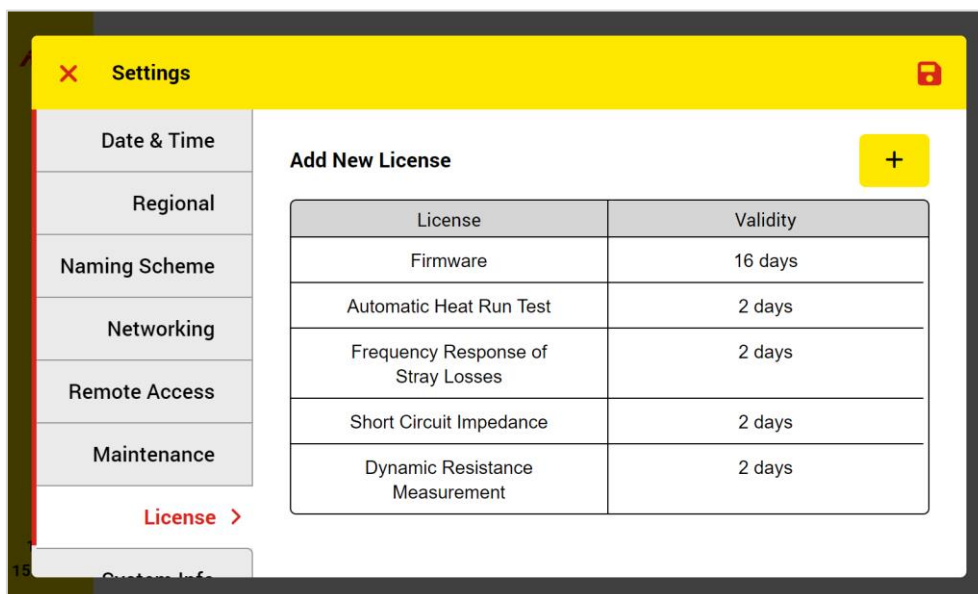 Settings
Date & Time
Regional
Naming Scheme
Networking
Remote Access
Maintenance
License
Add New License
+
License Validity
Firmware 16 days
Automatic Heat Run Test 2 days
Frequency Response of 2 days
Stray Losses
Short Circuit Impedance 2 days
Dynamic Resistance 2 days
Measurement
15